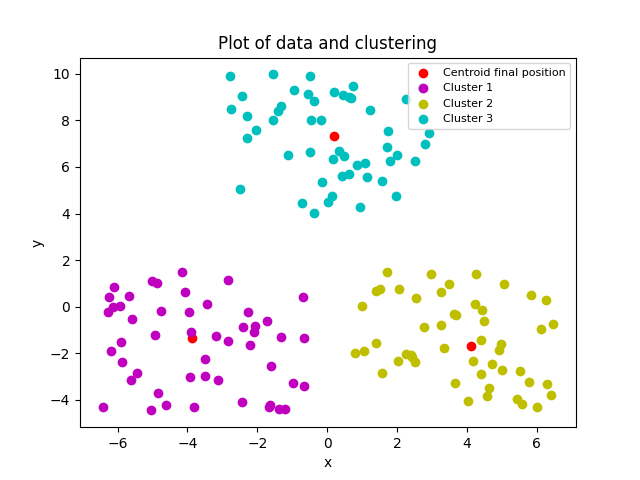 Plot of data and clustering
Centroid final position
Cluster 1
Cluster 2
Cluster 3
10
8
6
4
2
0
−2
−4
y
−6 −4 −2 0 2 4 6
x